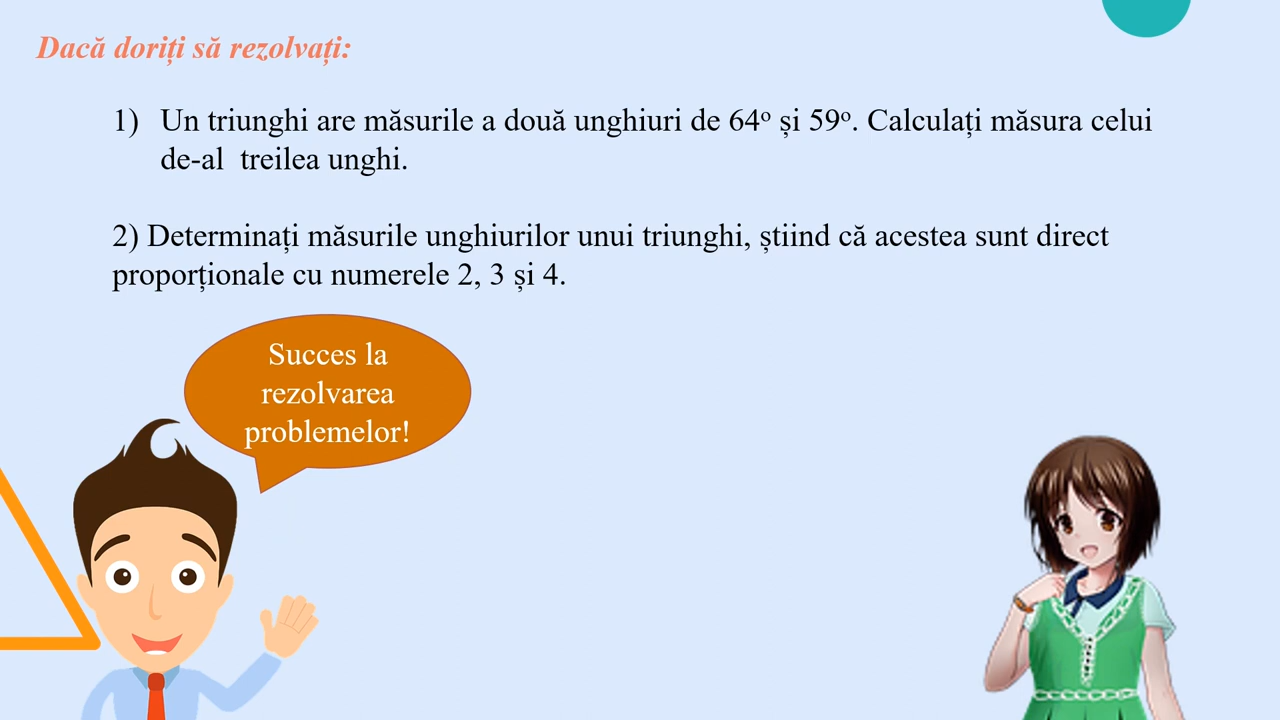 Dacă doriți să rezolvați:
1) Un triunghi are măsurile a două unghiuri de 64º și 59º. Calculați măsura celui
de-al treilea unghi.
2) Determinați măsurile unghiurilor unui triunghi, știind că acestea sunt direct
proporționale cu numerele 2, 3 și 4.
Succes la
rezolvarea
problemelor!